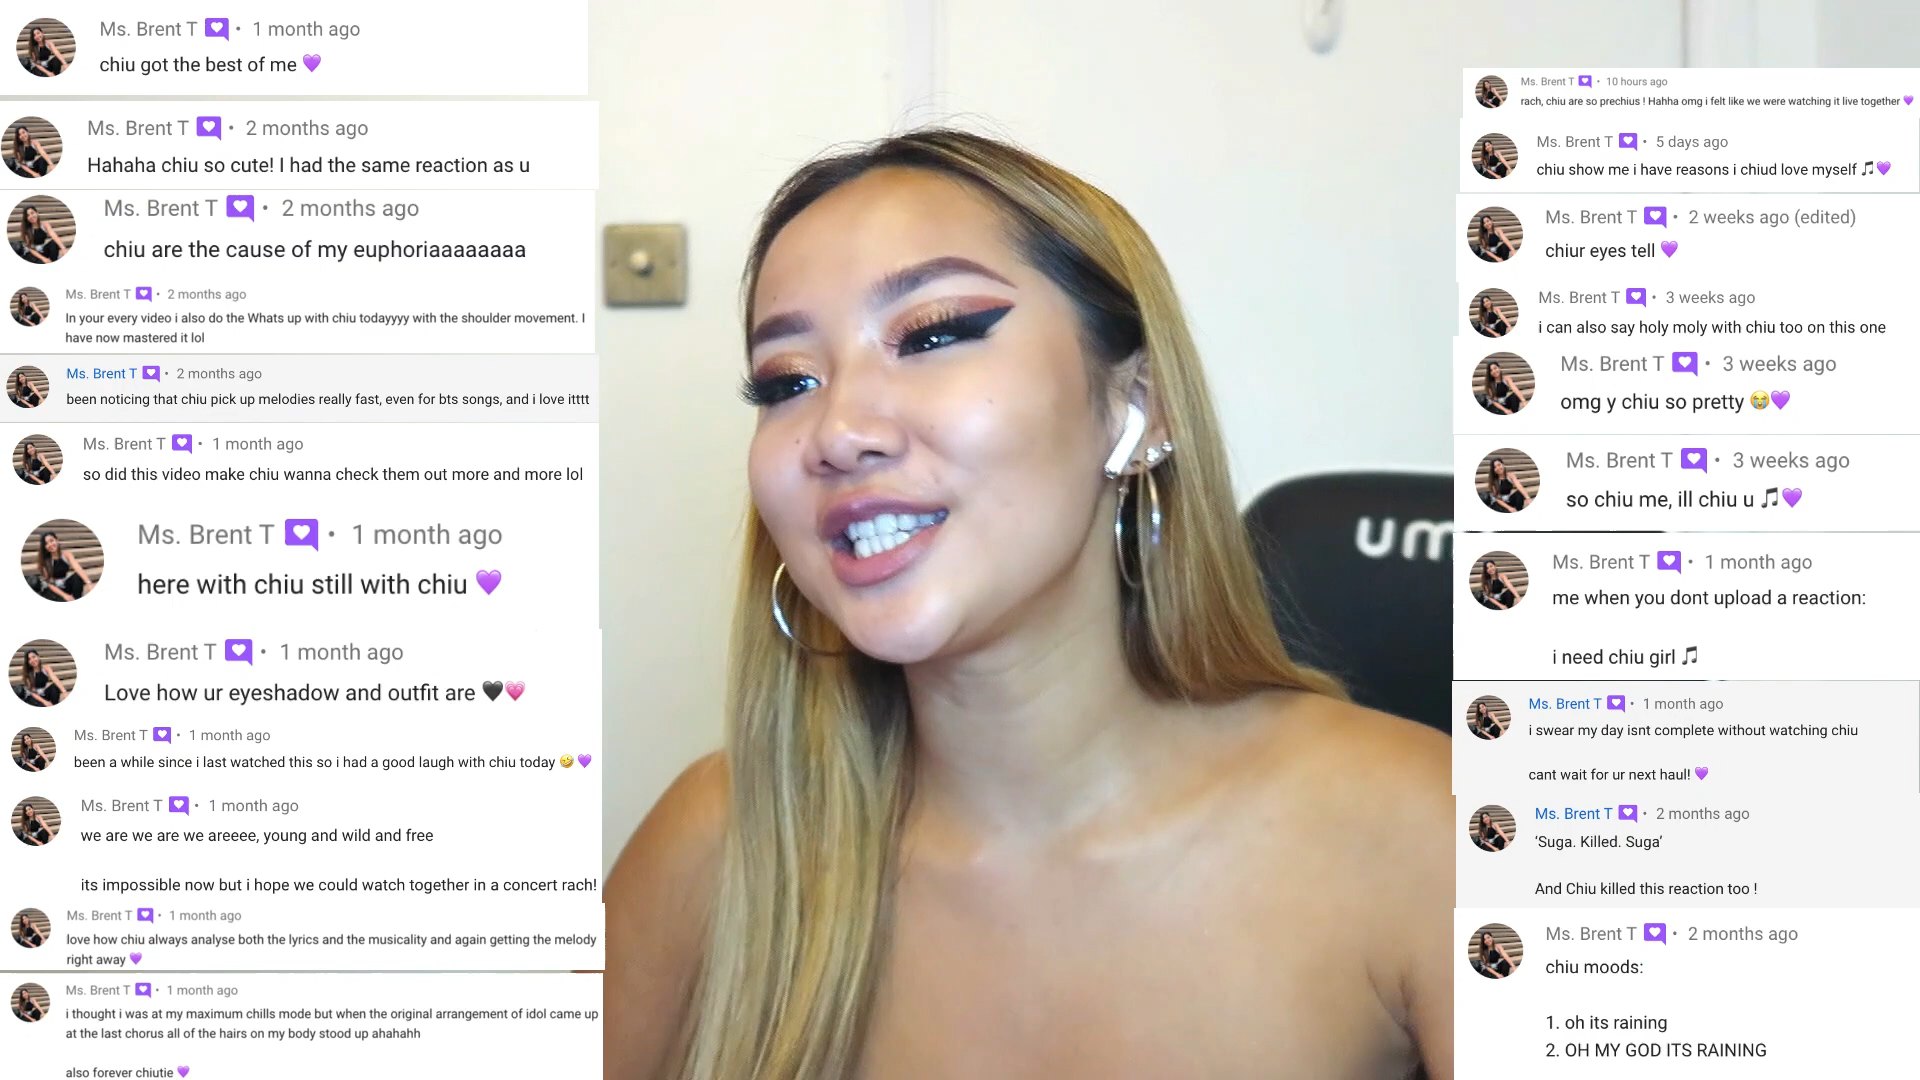 Ms. Brent T • 1 month ago
chiu got the best of me 💜
Ms. Brent T • 2 months ago
Hahaha chiu so cute! I had the same reaction as u
Ms. Brent T • 2 months ago
chiu are the cause of my euphoriaaaaaaaa
Ms. Brent T • 2 months ago
In your every video i also do the Whats up with chiu todayyyy with the shoulder movement. I
have now mastered it lol
Ms. Brent T • 2 months ago
been noticing that chiu pick up melodies really fast, even for bts songs, and i love itttt
Ms. Brent T • 1 month ago
so did this video make chiu wanna check them out more and more lol
Ms. Brent T • 1 month ago
here with chiu still with chiu 💜
Ms. Brent T • 1 month ago
Love how ur eyeshadow and outfit are 🖤💗
Ms. Brent T • 1 month ago
been a while since i last watched this so i had a good laugh with chiu today 🤣💜
Ms. Brent T • 1 month ago
we are we are we areeee, young and wild and free
its impossible now but i hope we could watch together in a concert rach!
Ms. Brent T • 1 month ago
love how chiu always analyse both the lyrics and the musicality and again getting the melody
right away 💜
Ms. Brent T • 1 month ago
i thought i was at my maximum chills mode but when the original arrangement of idol came up
at the last chorus all of the hairs on my body stood up ahahahh
also forever chiutie 💜
um
Ms. Brent T • 10 hours ago
rach, chiu are so prechius ! Hahha omg i felt like we were watching it live together 💜
Ms. Brent T • 5 days ago
chiu show me i have reasons i chiud love myself 🎵💜
Ms. Brent T • 2 weeks ago (edited)
chiur eyes tell 💜
Ms. Brent T • 3 weeks ago
i can also say holy moly with chiu too on this one
Ms. Brent T • 3 weeks ago
omg y chiu so pretty 😭💜
Ms. Brent T • 3 weeks ago
so chiu me, ill chiu u 🎵💜
Ms. Brent T • 1 month ago
me when you dont upload a reaction:
i need chiu girl 🎵
Ms. Brent T • 1 month ago
i swear my day isnt complete without watching chiu
cant wait for ur next haul! 💜
Ms. Brent T • 2 months ago
‘Suga. Killed. Suga’
And Chiu killed this reaction too !
Ms. Brent T • 2 months ago
chiu moods:
1. oh its raining
2. OH MY GOD ITS RAINING